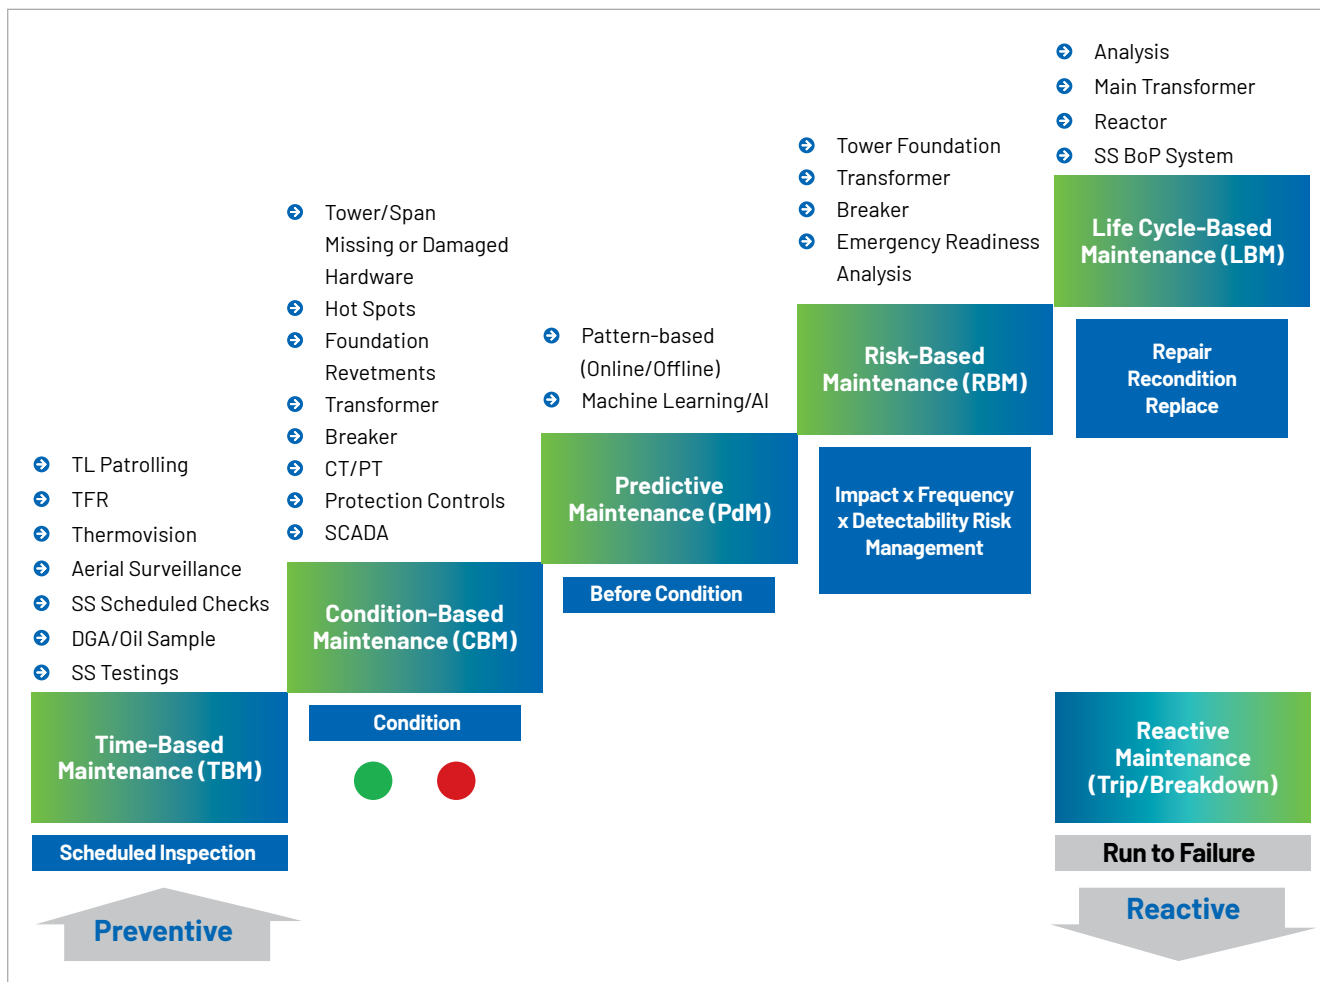 TL Patrolling
TFR
Thermovision
Aerial Surveillance
SS Scheduled Checks
DGA/Oil Sample
SS Testings
Time-Based
Maintenance (TBM)
Scheduled Inspection
Preventive
Tower/Span
Missing or Damaged
Hardware
Hot Spots
Foundation
Revetments
Transformer
Breaker
CT/PT
Protection Controls
SCADA
Condition-Based
Maintenance (CBM)
Condition
Pattern-based
(Online/Offline)
Machine Learning/AI
Predictive
Maintenance (PdM)
Before Condition
Tower Foundation
Transformer
Breaker
Emergency Readiness
Analysis
Risk-Based
Maintenance (RBM)
Impact x Frequency
x Detectability Risk
Management
Analysis
Main Transformer
Reactor
SS BoP System
Life Cycle-Based
Maintenance (LBM)
Repair
Recondition
Replace
Reactive
Maintenance
(Trip/Breakdown)
Run to Failure
Reactive